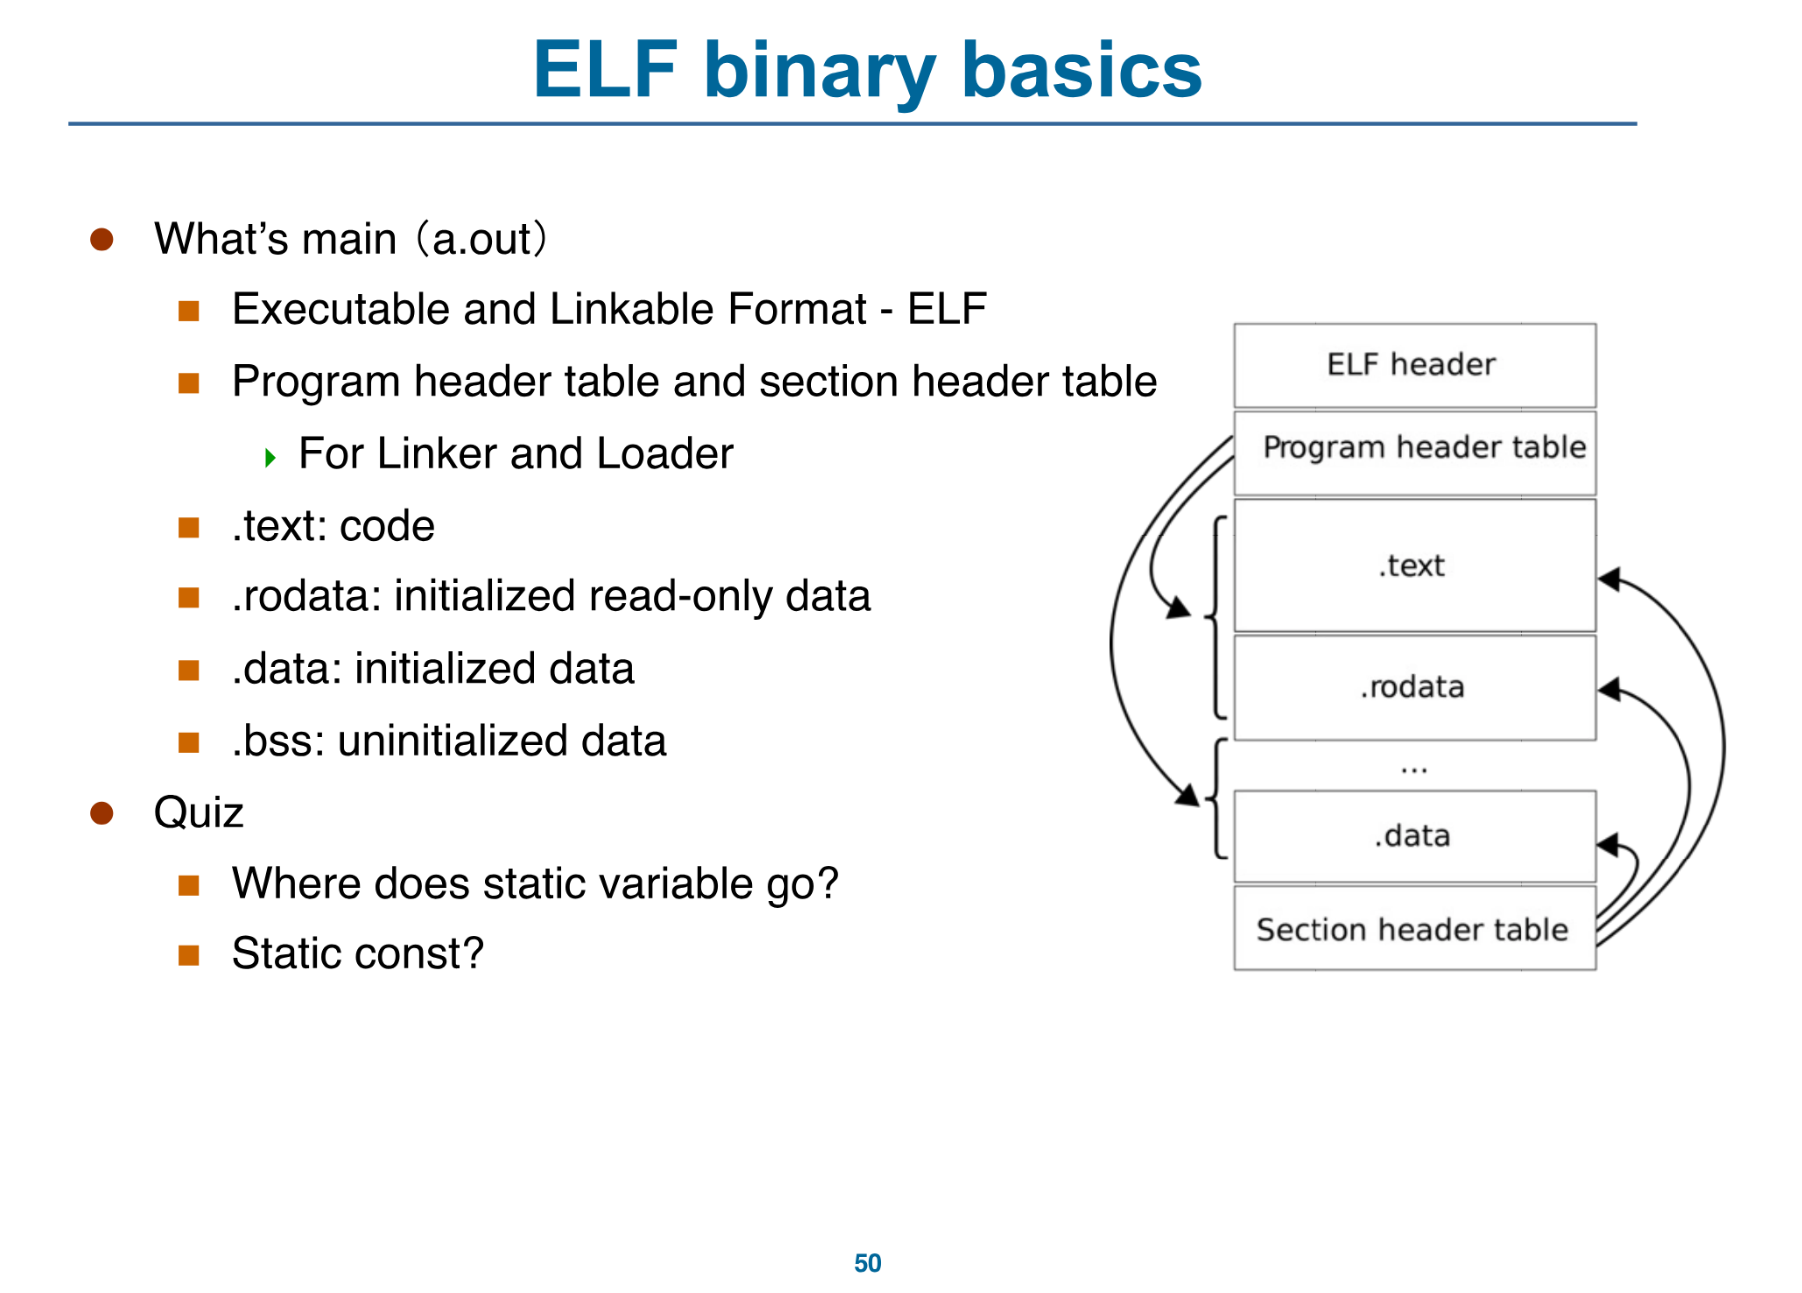 ELF binary basics
What’s main（a.out）
Executable and Linkable Format - ELF
Program header table and section header table
For Linker and Loader
.text: code
.rodata: initialized read-only data
.data: initialized data
.bss: uninitialized data
Quiz
Where does static variable go?
Static const?
ELF header
Program header table
.text
.rodata
...
.data
Section header table
50